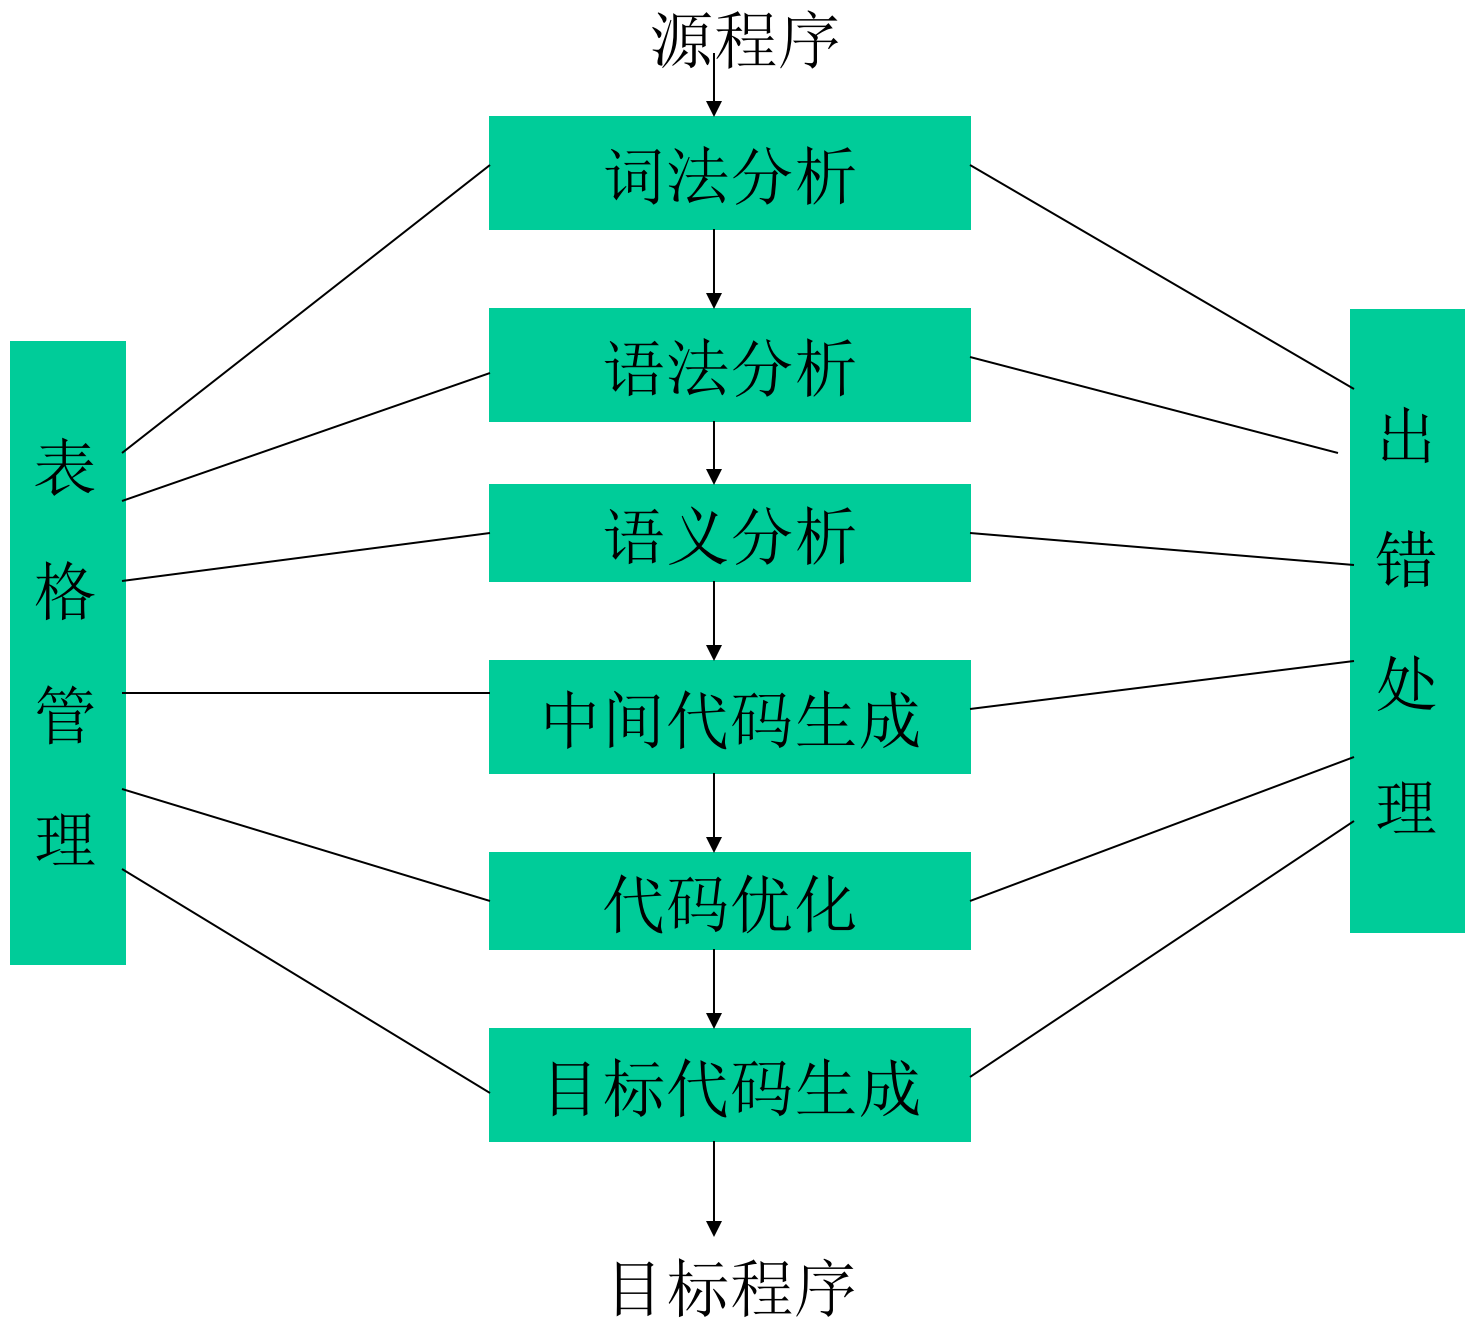 源程序
词法分析
语法分析
语义分析
中间代码生成
代码优化
目标代码生成
目标程序
表
格
管
理
出
错
处
理